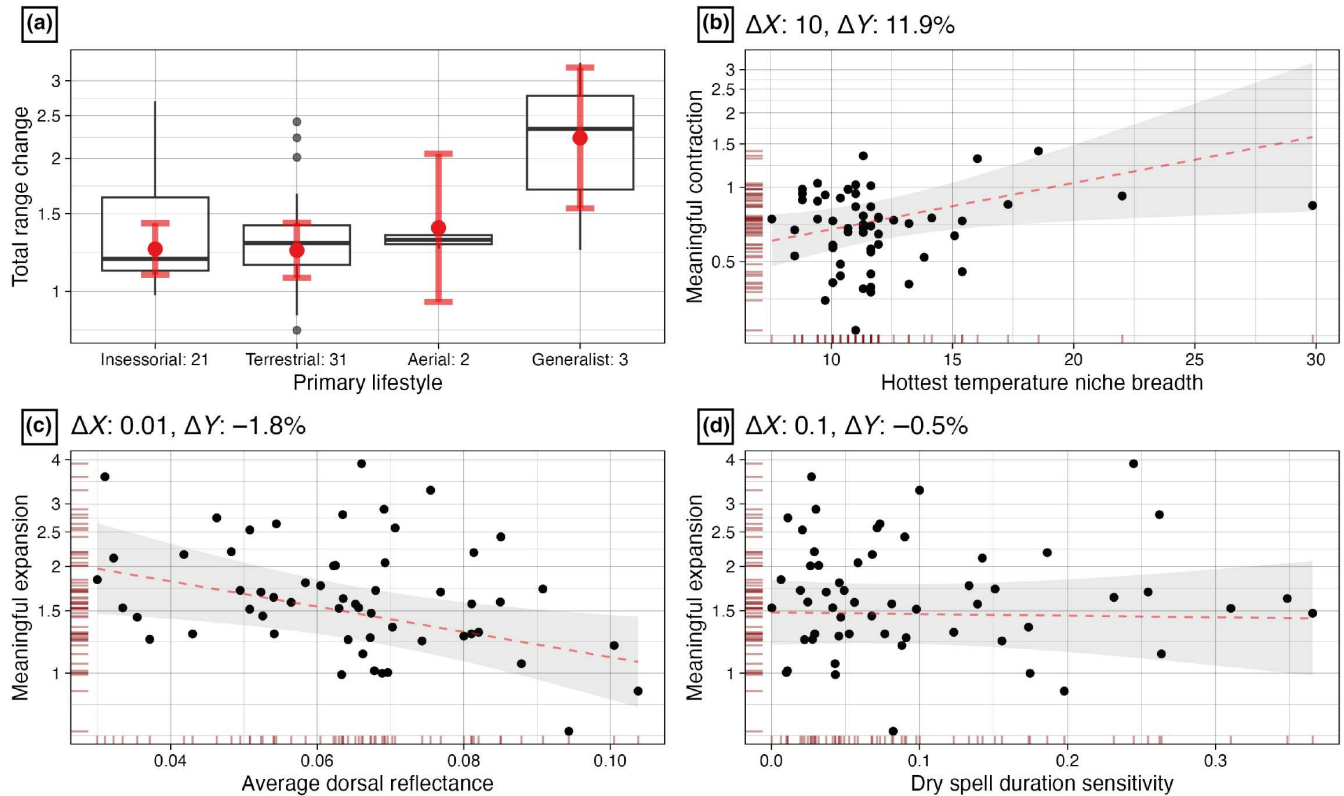 (a)
Total range change
3
2.5
2
1.5
1
Insessorial: 21 Terrestrial: 31 Aerial: 2 Generalist: 3
Primary lifestyle
(b) ΔX: 10, ΔY: 11.9%
Meaningful contraction
3
2.5
2
1.5
1
0.5
10 15 20 25 30
Hottest temperature niche breadth
(c) ΔX: 0.01, ΔY: −1.8%
Meaningful expansion
4
3
2.5
2
1.5
1
0.04 0.06 0.08 0.10
Average dorsal reflectance
(d) ΔX: 0.1, ΔY: −0.5%
Meaningful expansion
4
3
2.5
2
1.5
1
0.0 0.1 0.2 0.3
Dry spell duration sensitivity